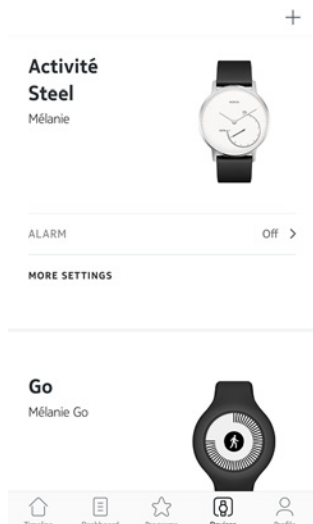 Activité
Steel
Mélanie
ALARM Off
MORE SETTINGS
Go
Mélanie Go